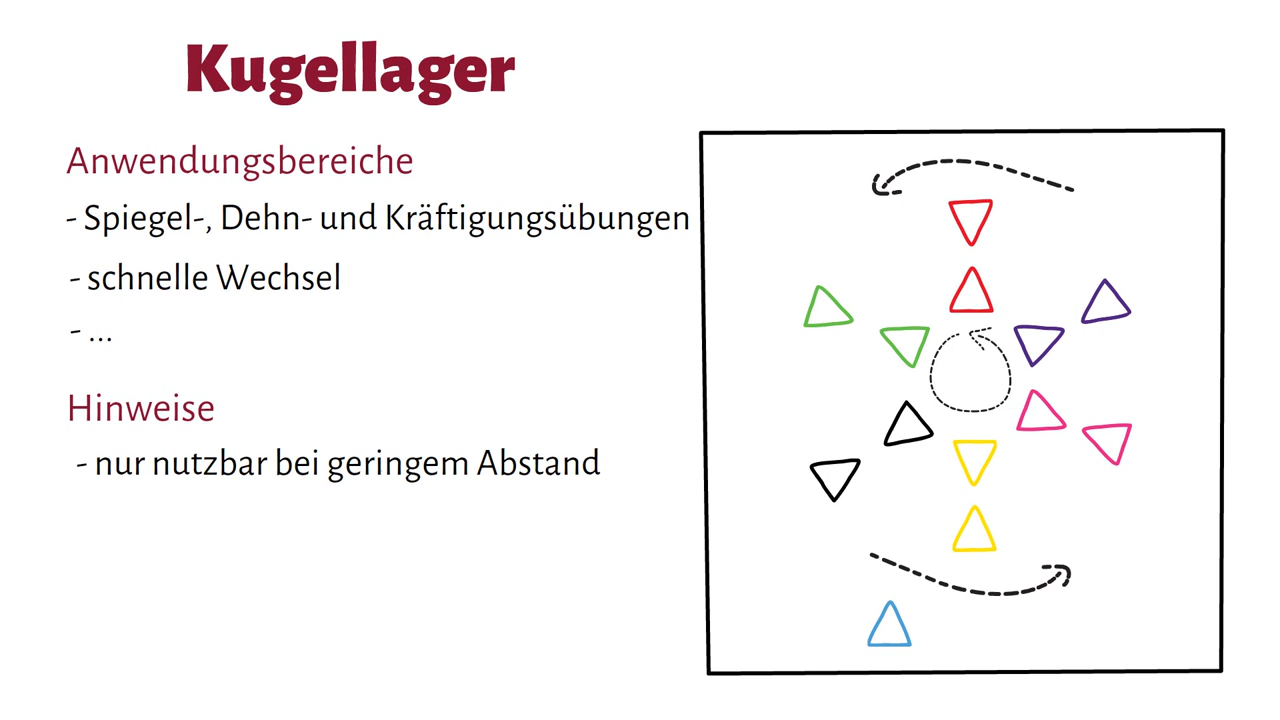 Kugellager
Anwendungsbereiche
- Spiegel-, Dehn- und Kräftigungsübungen
- schnelle Wechsel
- ...
Hinweise
- nur nutzbar bei geringem Abstand